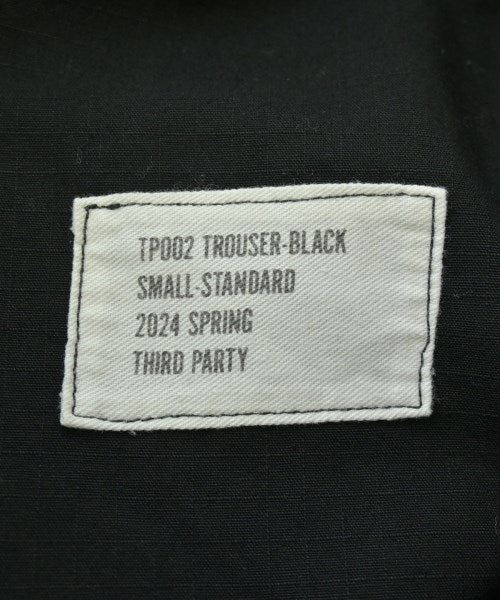 TP002 TROUSER-BLACK
SMALL-STANDARD
2024 SPRING
THIRD PARTY